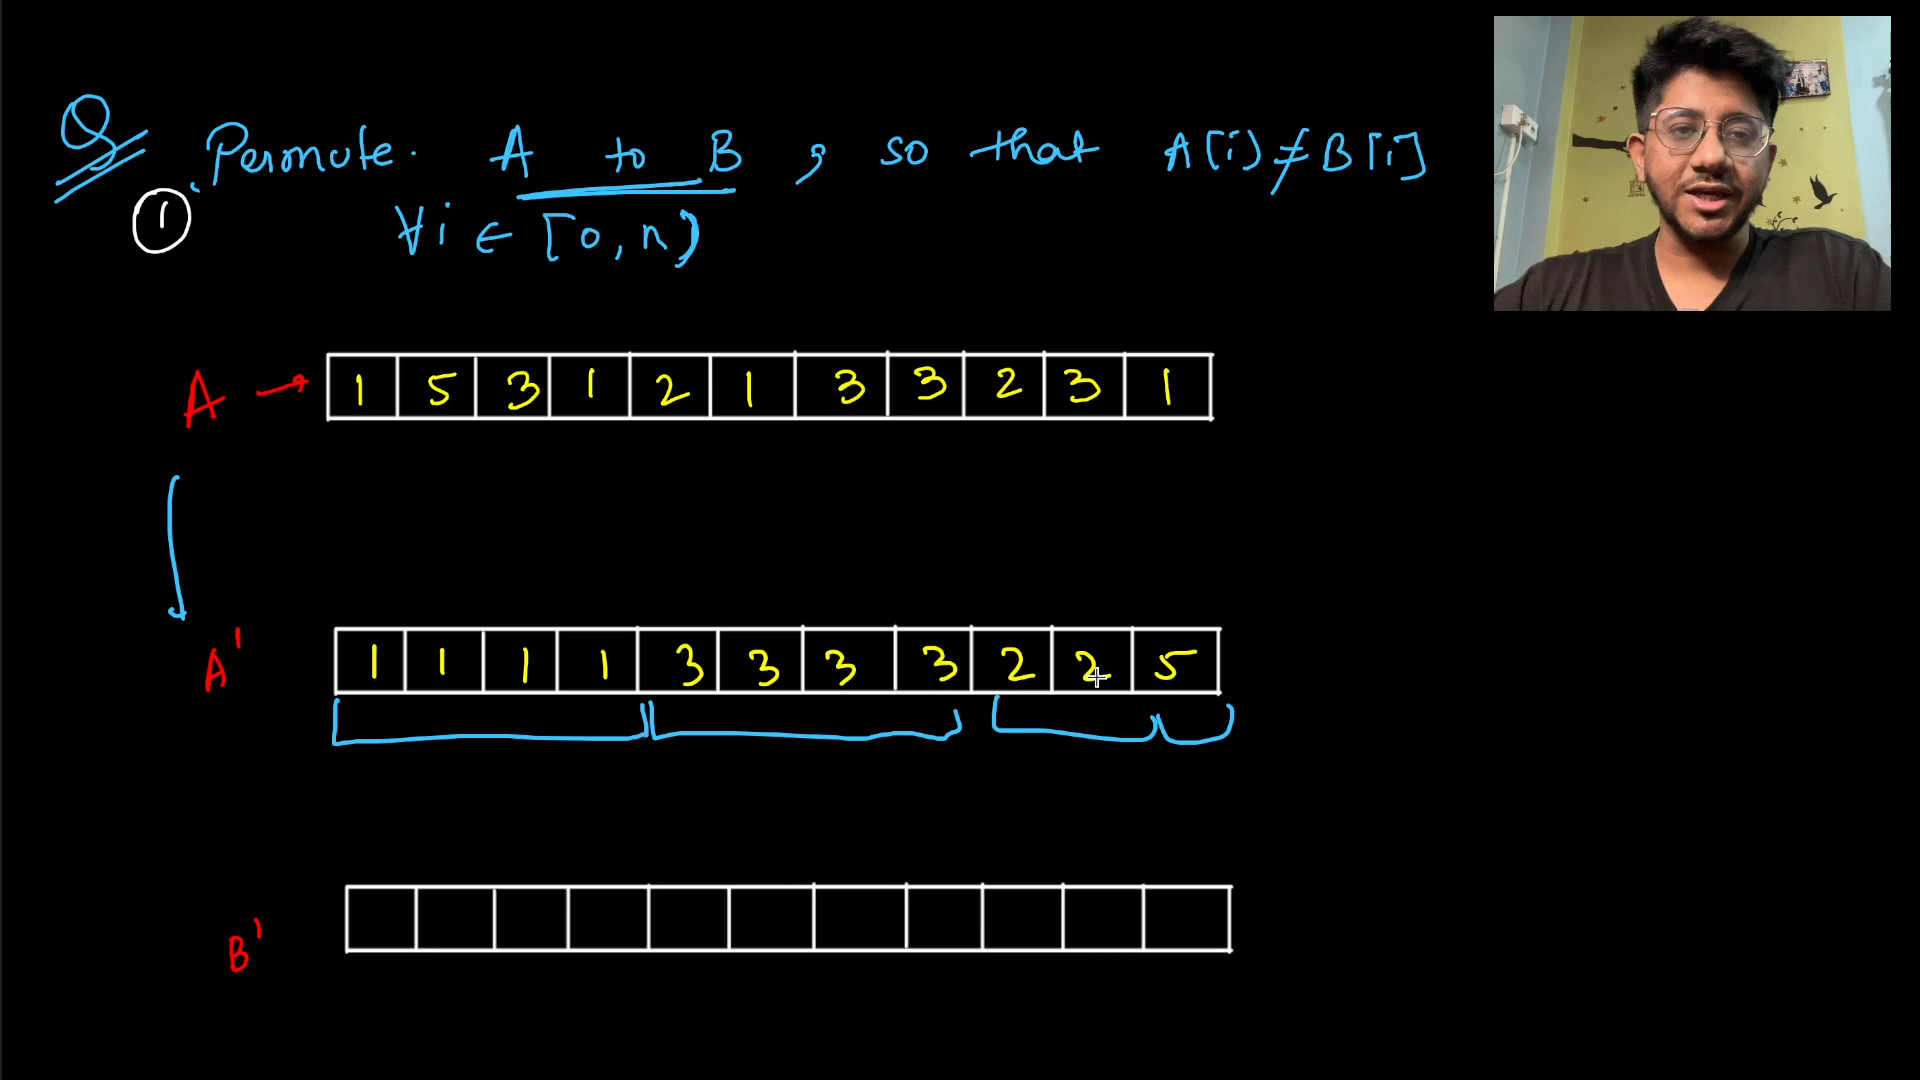 Q
① Permute. A to B, so that A[i] ≠ B[i]
∀i ∈ [0, n)
A → 1 5 3 1 2 1 3 3 2 3 1
A' 1 1 1 1 3 3 3 3 2 2 5
B'